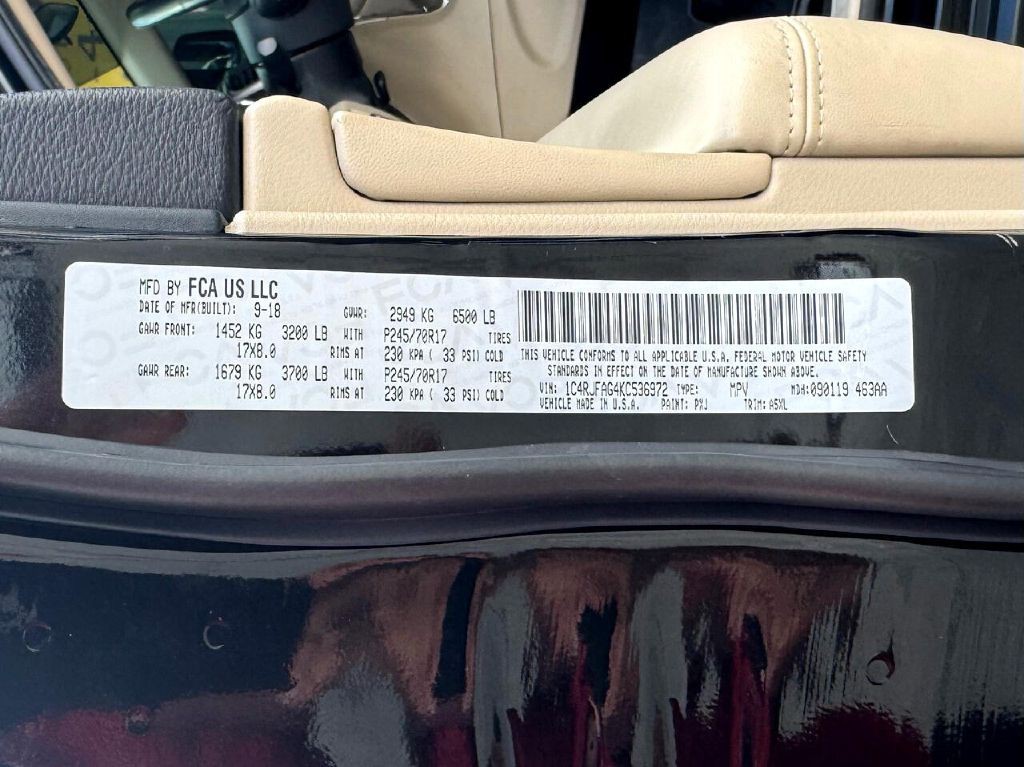 MFD BY FCA US LLC
DATE OF MFR(BUILT): 9-18 GVWR: 2949 KG 6500 LB
GAWR FRONT: 1452 KG 3200 LB WITH P245/70R17 TIRES
17X8.0 RIMS AT 230 KPA ( 33 PSI) COLD
GAWR REAR: 1679 KG 3700 LB WITH P245/70R17 TIRES
17X8.0 RIMS AT 230 KPA ( 33 PSI) COLD
THIS VEHICLE CONFORMS TO ALL APPLICABLE U.S.A. FEDERAL MOTOR VEHICLE SAFETY
STANDARDS IN EFFECT ON THE DATE OF MANUFACTURE SHOWN ABOVE.
VIN: 1C4RJFAG4KC536972 TYPE: MPV MDH:090119 463AA
VEHICLE MADE IN U.S.A. PAINT: PXJ TRIM: A5XL